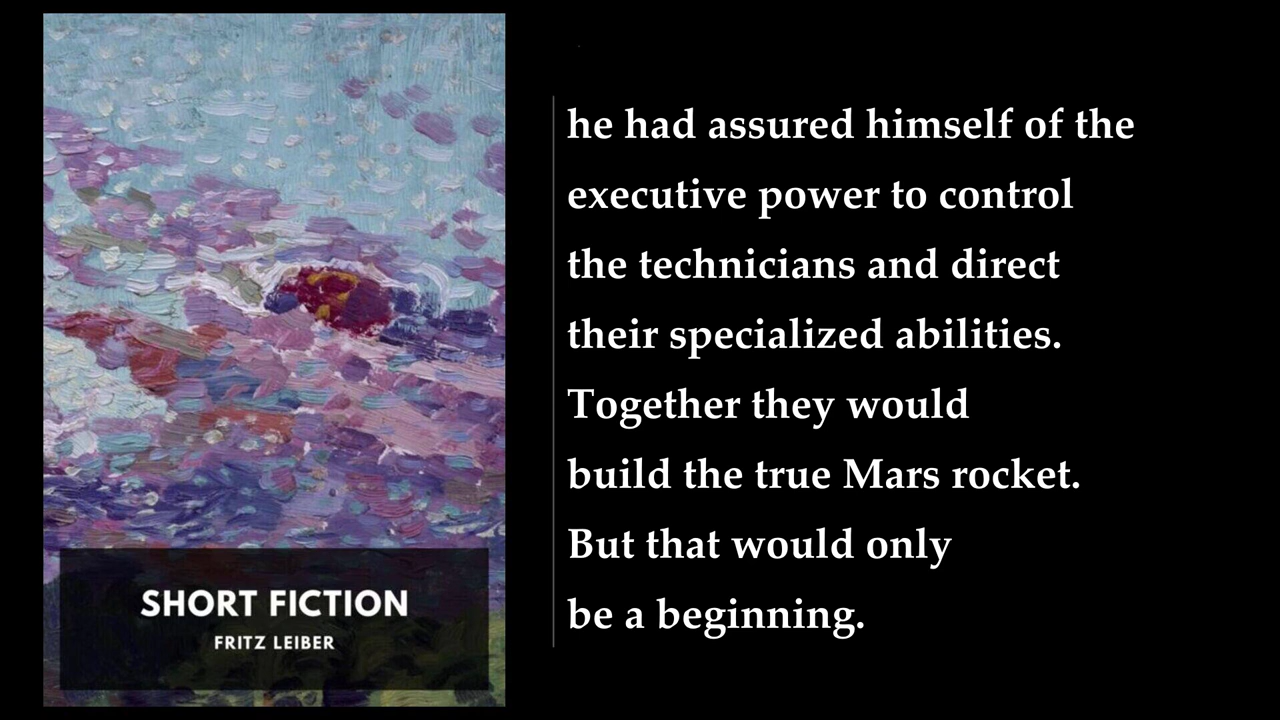 SHORT FICTION
FRITZ LEIBER
he had assured himself of the
executive power to control
the technicians and direct
their specialized abilities.
Together they would
build the true Mars rocket.
But that would only
be a beginning.